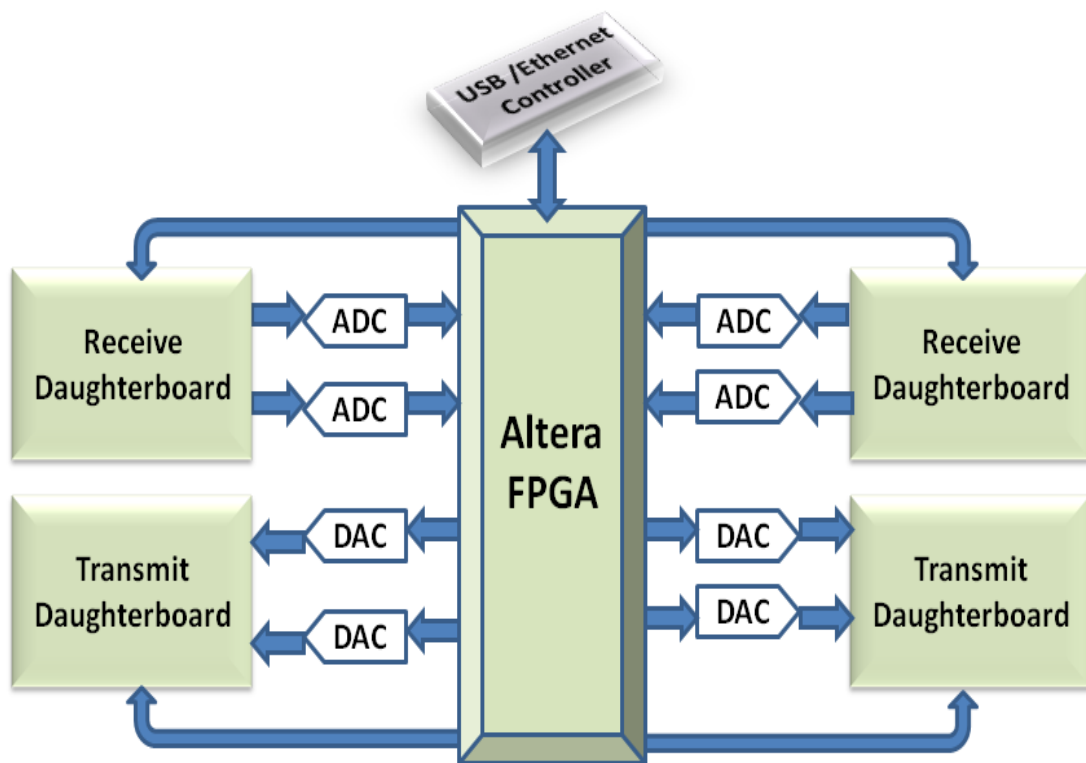 USB /Ethernet
Controller
Receive
Daughterboard
ADC
ADC
ADC
ADC
Receive
Daughterboard
Altera
FPGA
Transmit
Daughterboard
DAC
DAC
DAC
DAC
Transmit
Daughterboard